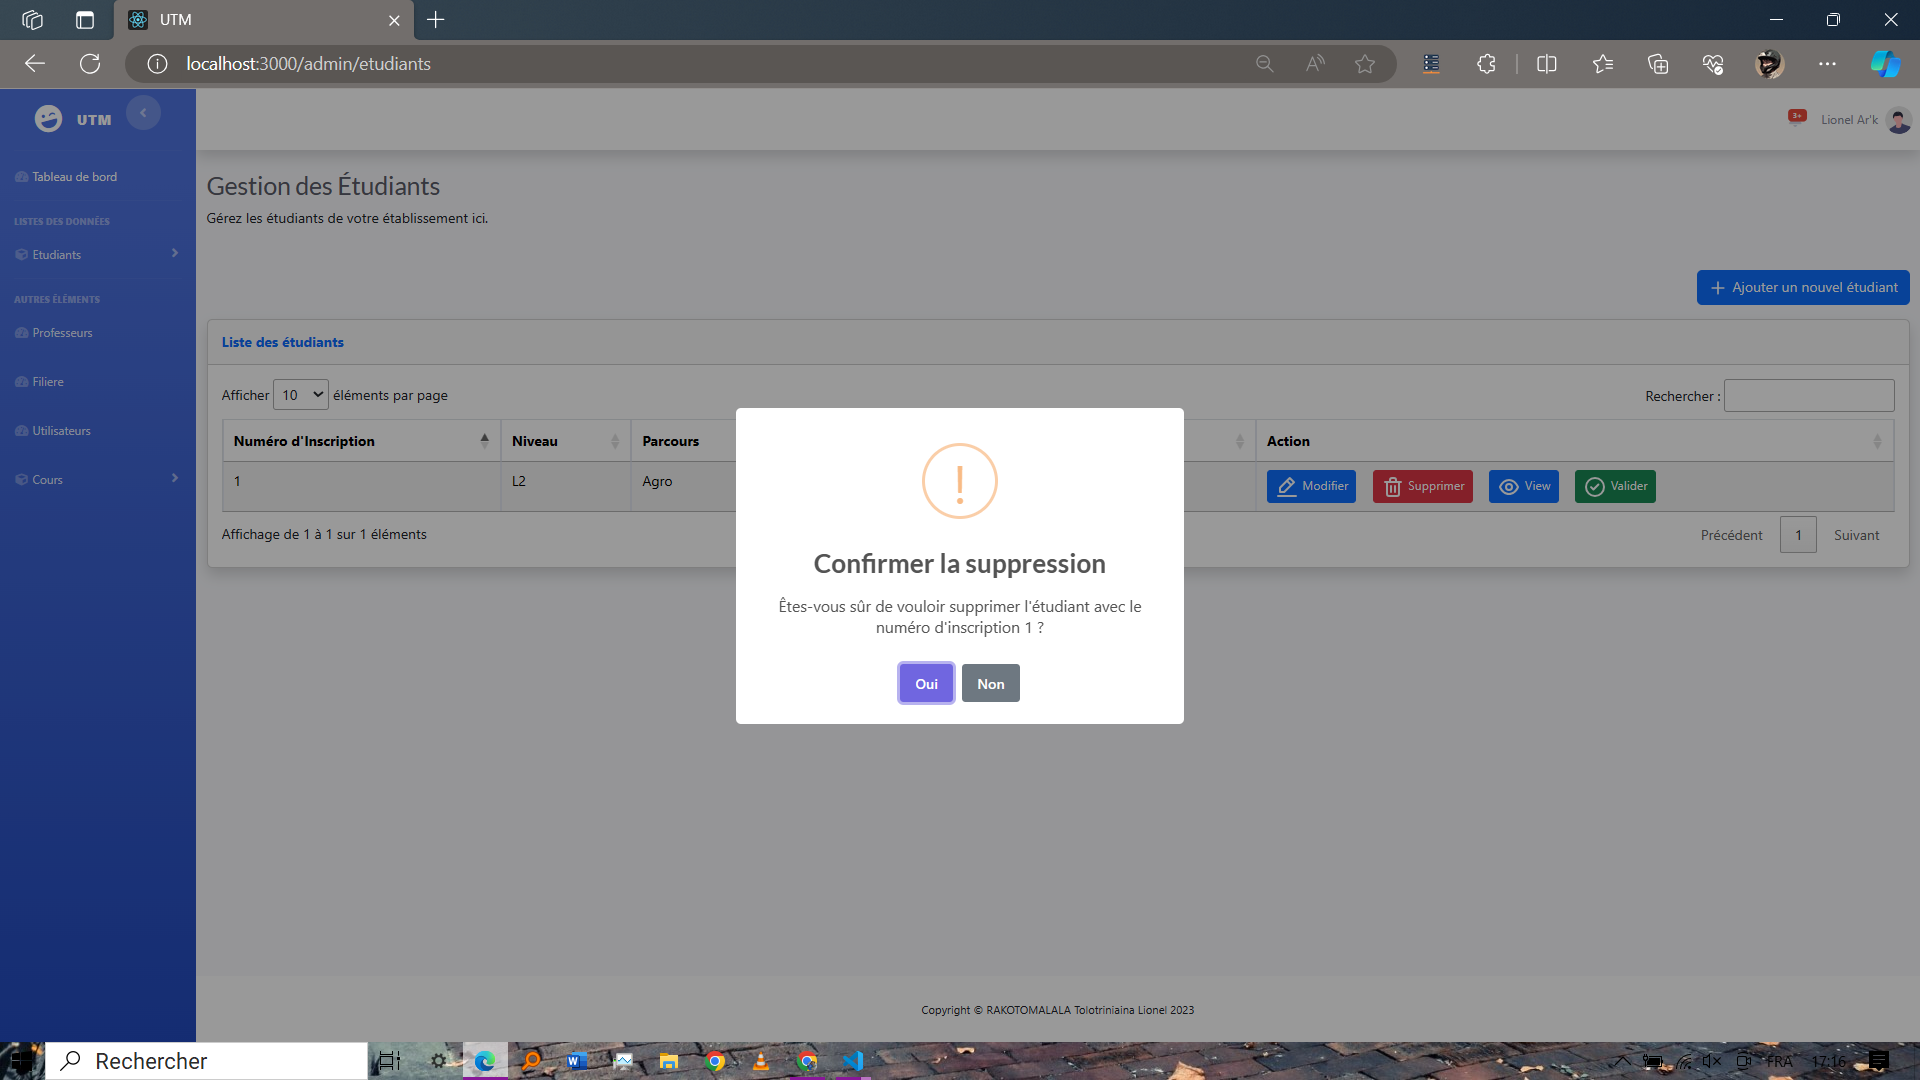 UTM
localhost:3000/admin/etudiants
UTM
3+
Lionel Ar'k
Tableau de bord
LISTES DES DONNÉES
Etudiants
AUTRES ÉLÉMENTS
Professeurs
Filiere
Utilisateurs
Cours
Gestion des Étudiants
Gérez les étudiants de votre établissement ici.
Ajouter un nouvel étudiant
Liste des étudiants
Afficher 10 éléments par page
Rechercher :
Numéro d'Inscription Niveau Parcours Action
1 L2 Agro Modifier Supprimer View Valider
Affichage de 1 à 1 sur 1 éléments
Précédent 1 Suivant
Confirmer la suppression
Êtes-vous sûr de vouloir supprimer l'étudiant avec le
numéro d'inscription 1 ?
Oui Non
Copyright © RAKOTOMALALA Tolotriniaina Lionel 2023
Rechercher
FRA 17:16